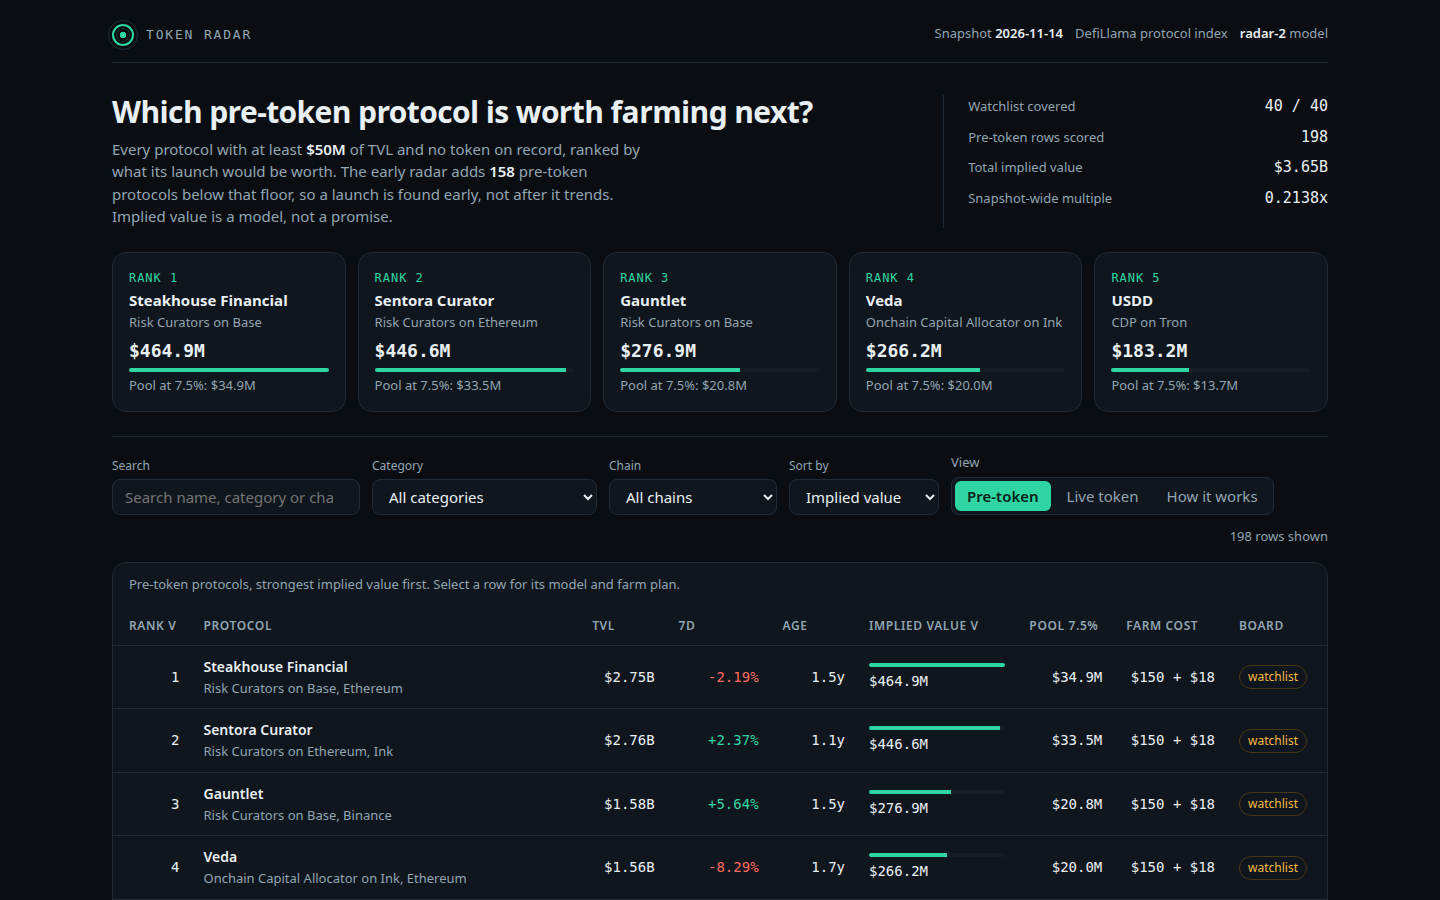 TOKEN RADAR
Snapshot 2026-11-14 DefiLlama protocol index radar-2 model
Which pre-token protocol is worth farming next?
Every protocol with at least $50M of TVL and no token on record, ranked by
what its launch would be worth. The early radar adds 158 pre-token
protocols below that floor, so a launch is found early, not after it trends.
Implied value is a model, not a promise.
Watchlist covered 40 / 40
Pre-token rows scored 198
Total implied value $3.65B
Snapshot-wide multiple 0.2138x
RANK 1
Steakhouse Financial
Risk Curators on Base
$464.9M
Pool at 7.5%: $34.9M
RANK 2
Sentora Curator
Risk Curators on Ethereum
$446.6M
Pool at 7.5%: $33.5M
RANK 3
Gauntlet
Risk Curators on Base
$276.9M
Pool at 7.5%: $20.8M
RANK 4
Veda
Onchain Capital Allocator on Ink
$266.2M
Pool at 7.5%: $20.0M
RANK 5
USDD
CDP on Tron
$183.2M
Pool at 7.5%: $13.7M
Search Category Chain Sort by View
Search name, category or cha All categories All chains Implied value Pre-token Live token How it works
198 rows shown
Pre-token protocols, strongest implied value first. Select a row for its model and farm plan.
RANK V PROTOCOL TVL 7D AGE IMPLIED VALUE V POOL 7.5% FARM COST BOARD
1 Steakhouse Financial $2.75B -2.19% 1.5y $464.9M $34.9M $150 + $18 watchlist
Risk Curators on Base, Ethereum
2 Sentora Curator $2.76B +2.37% 1.1y $446.6M $33.5M $150 + $18 watchlist
Risk Curators on Ethereum, Ink
3 Gauntlet $1.58B +5.64% 1.5y $276.9M $20.8M $150 + $18 watchlist
Risk Curators on Base, Binance
4 Veda $1.56B -8.29% 1.7y $266.2M $20.0M $150 + $18 watchlist
Onchain Capital Allocator on Ink, Ethereum